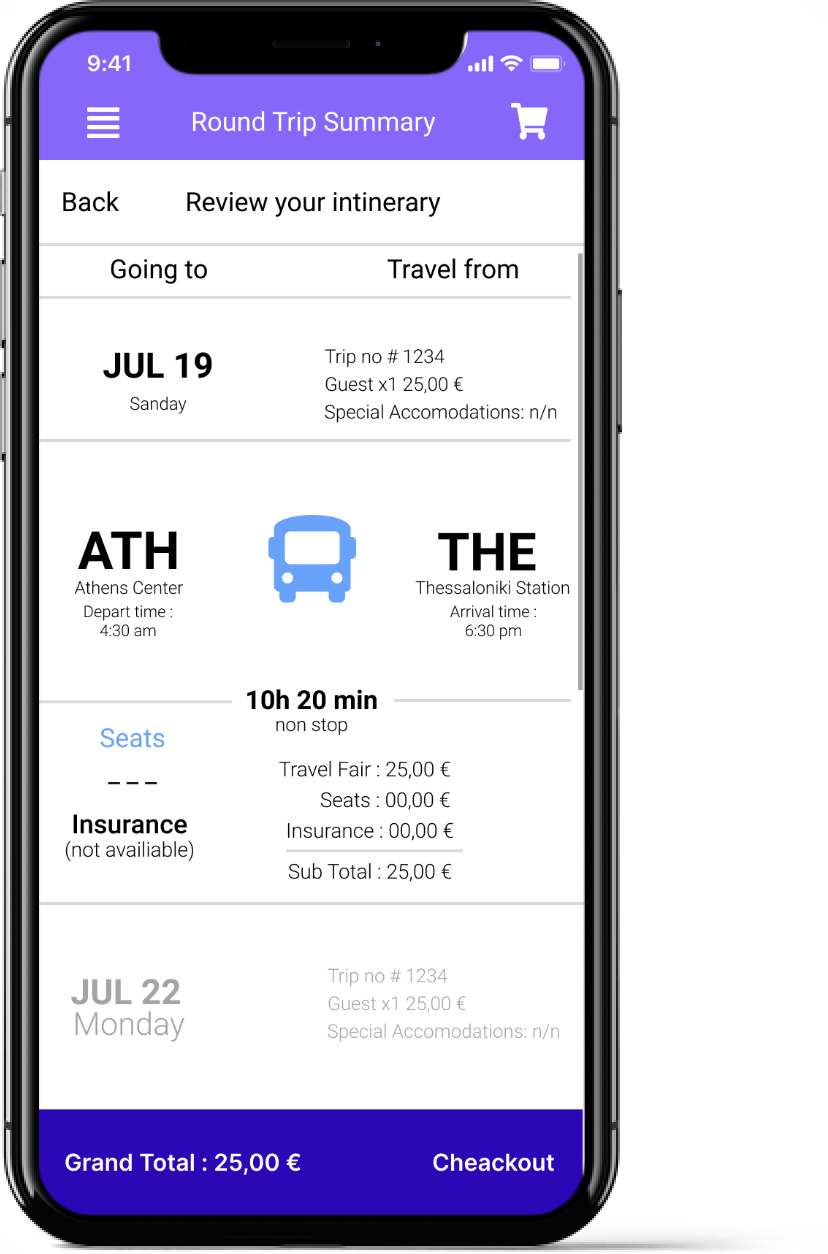 9:41
Round Trip Summary
Back Review your intinerary
Going to Travel from
JUL 19
Sanday
Trip no # 1234
Guest x1 25,00 €
Special Accomodations: n/n
ATH
Athens Center
Depart time :
4:30 am
THE
Thessaloniki Station
Arrival time :
6:30 pm
10h 20 min
non stop
Seats
---
Insurance
(not availiable)
Travel Fair : 25,00 €
Seats : 00,00 €
Insurance : 00,00 €
Sub Total : 25,00 €
JUL 22
Monday
Trip no # 1234
Guest x1 25,00 €
Special Accomodations: n/n
Grand Total : 25,00 € Cheackout